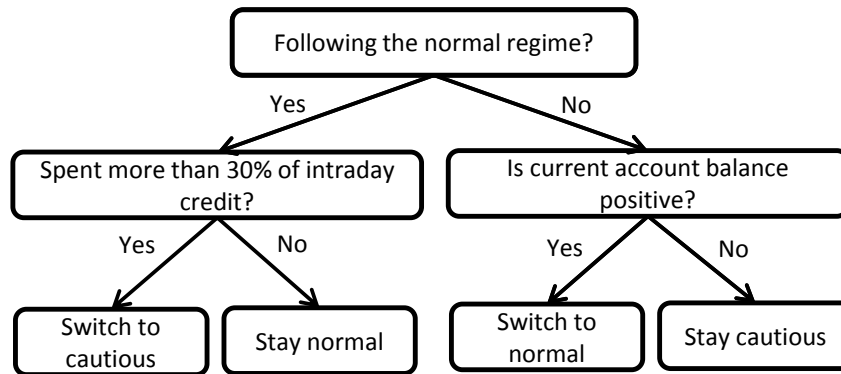 Following the normal regime?
Yes
No
Spent more than 30% of intraday
credit?
Is current account balance
positive?
Yes
No
Yes
No
Switch to
cautious
Stay normal
Switch to
normal
Stay cautious